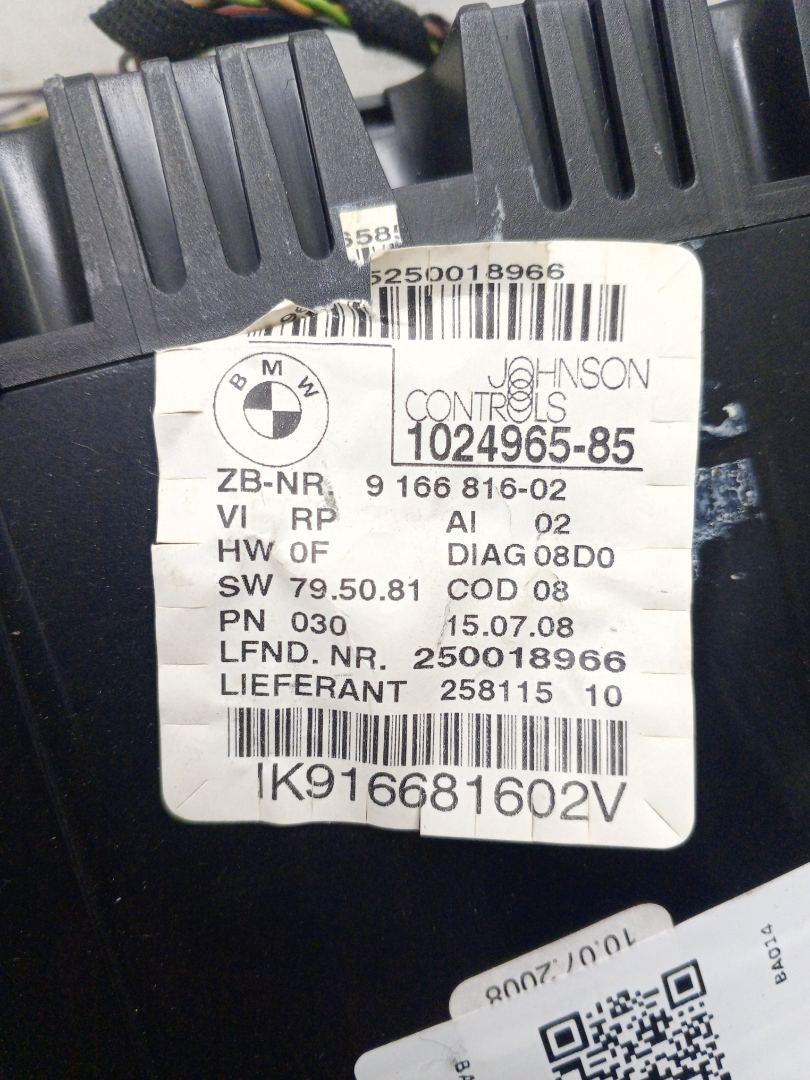 6585
5250018966
BMW
JOHNSON
CONTROLS
1024965-85
ZB-NR. 9 166 816-02
VI RP AI 02
HW 0F DIAG 08D0
SW 79.50.81 COD 08
PN 030 15.07.08
LFND. NR. 250018966
LIEFERANT 258115 10
IK916681602V
10.07.2008
BA014
BA